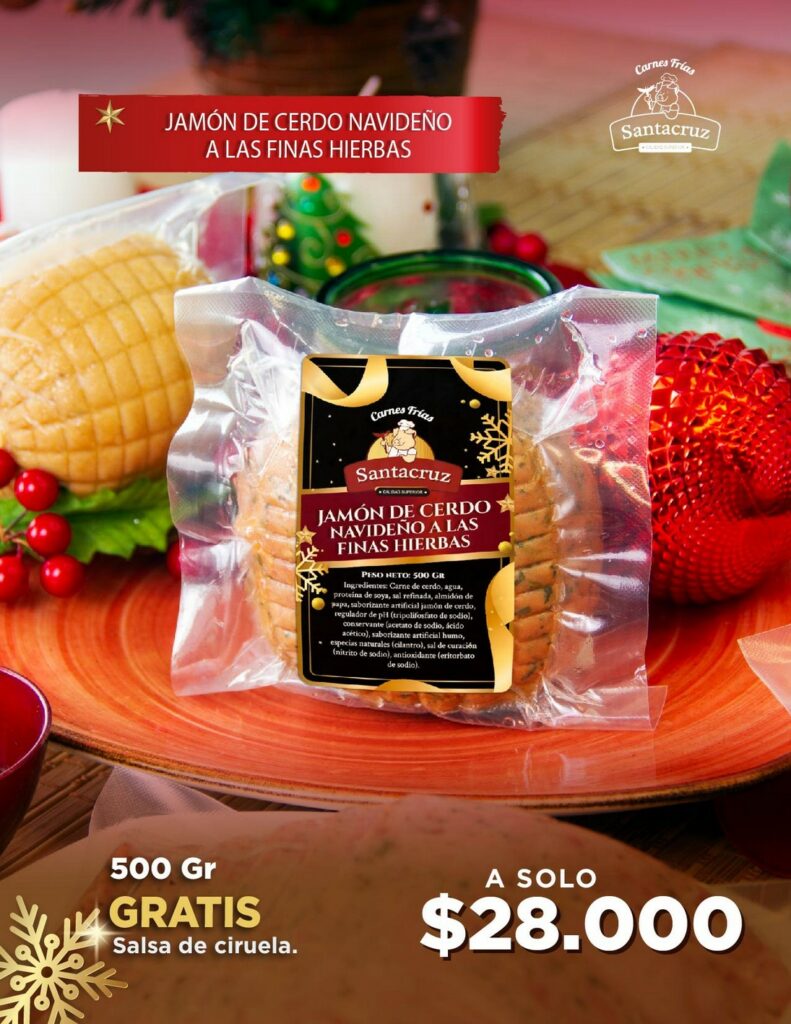 Carnes Frías
Santacruz
CALIDAD SUPERIOR
JAMÓN DE CERDO NAVIDEÑO
A LAS FINAS HIERBAS
Carnes Frías
Santacruz
CALIDAD SUPERIOR
JAMÓN DE CERDO
NAVIDEÑO A LAS
FINAS HIERBAS
PESO NETO: 500 GR
Ingredientes: Carne de cerdo, agua,
proteína de soya, sal refinada, almidón de
papa, saborizante artificial jamón de cerdo,
regulador de pH (tripolifosfato de sodio),
conservante (acetato de sodio, ácido
acético), saborizante artificial humo,
especias naturales (cilantro), sal de curación
(nitrito de sodio), antioxidante (eritorbato
de sodio).
500 Gr
GRATIS
Salsa de ciruela.
A SOLO
$28.000